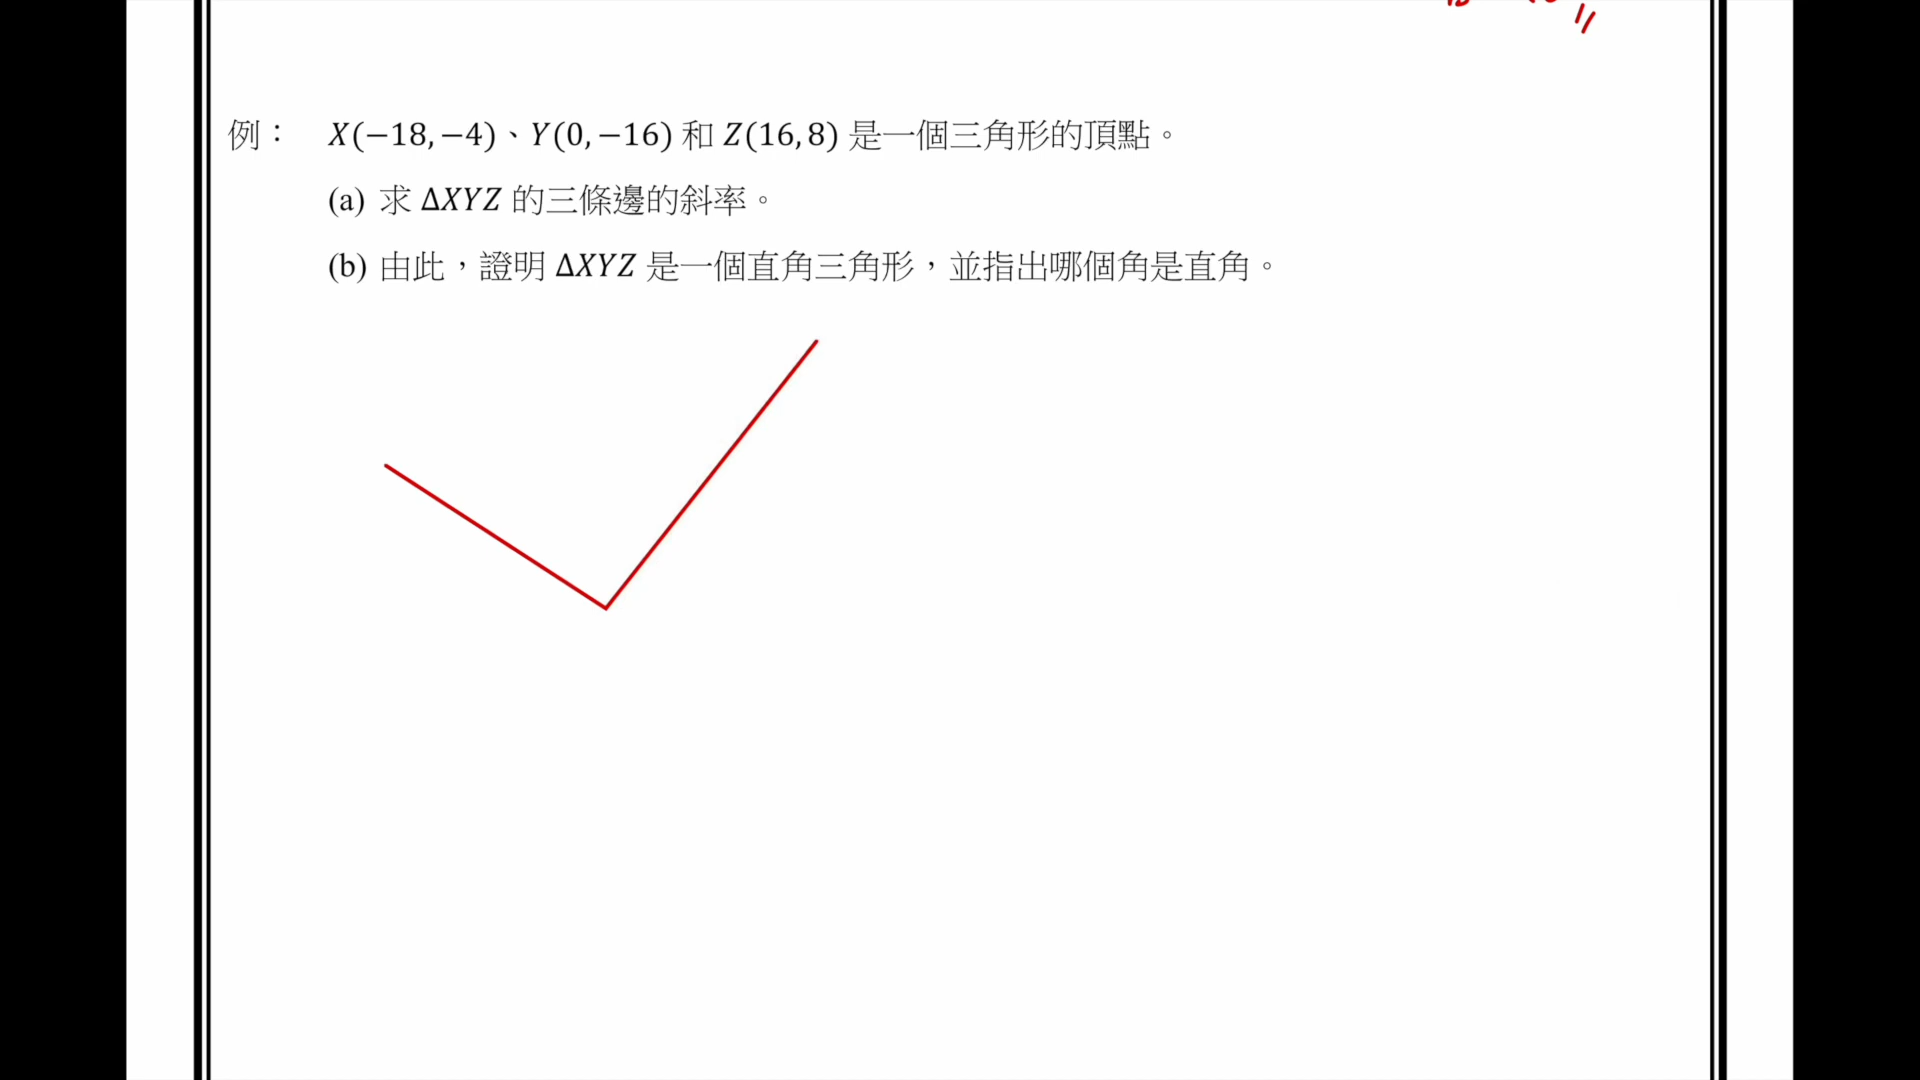 例： X(−18,−4)、Y(0,−16) 和 Z(16,8) 是一個三角形的頂點。
(a) 求 ΔXYZ 的三條邊的斜率。
(b) 由此，證明 ΔXYZ 是一個直角三角形，並指出哪個角是直角。